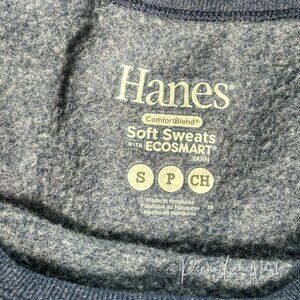 Hanes®
ComfortBlend®
Soft Sweats
WITH ECOSMART®
YARN
S P CH
Made in Honduras
Fabriqué au Honduras
Hecho en Honduras